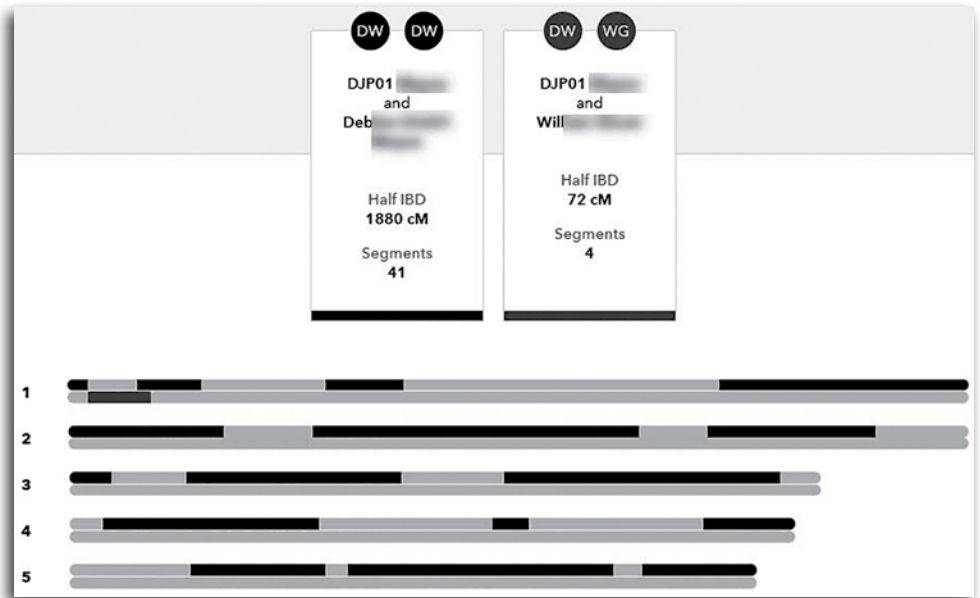 DW DW
DJP01
and
Deb
Half IBD
1880 cM
Segments
41
DW WG
DJP01
and
Will
Half IBD
72 cM
Segments
4
1
2
3
4
5